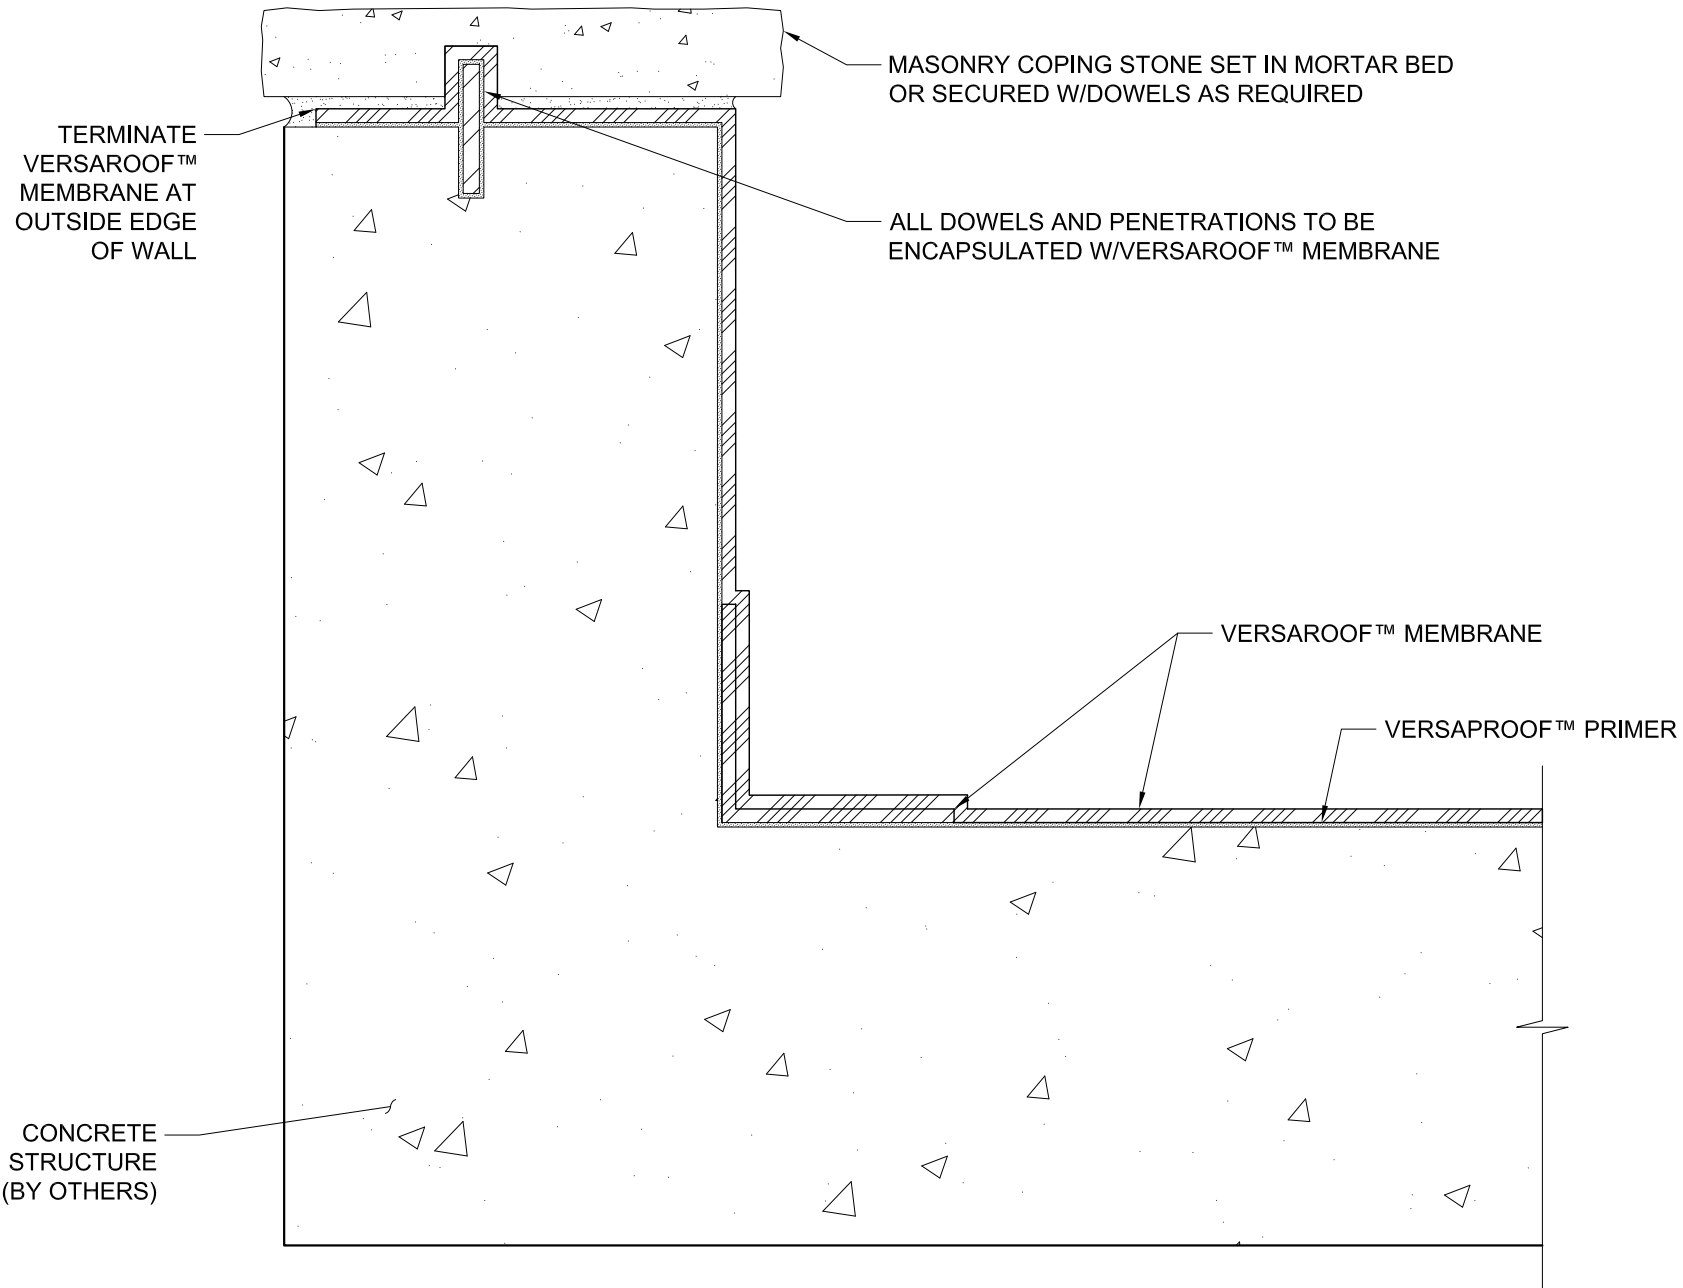 MASONRY COPING STONE SET IN MORTAR BED
OR SECURED W/DOWELS AS REQUIRED
TERMINATE
VERSAROOF™
MEMBRANE AT
OUTSIDE EDGE
OF WALL
ALL DOWELS AND PENETRATIONS TO BE
ENCAPSULATED W/VERSAROOF™ MEMBRANE
VERSAROOF™ MEMBRANE
VERSAPROOF™ PRIMER
CONCRETE
STRUCTURE
(BY OTHERS)